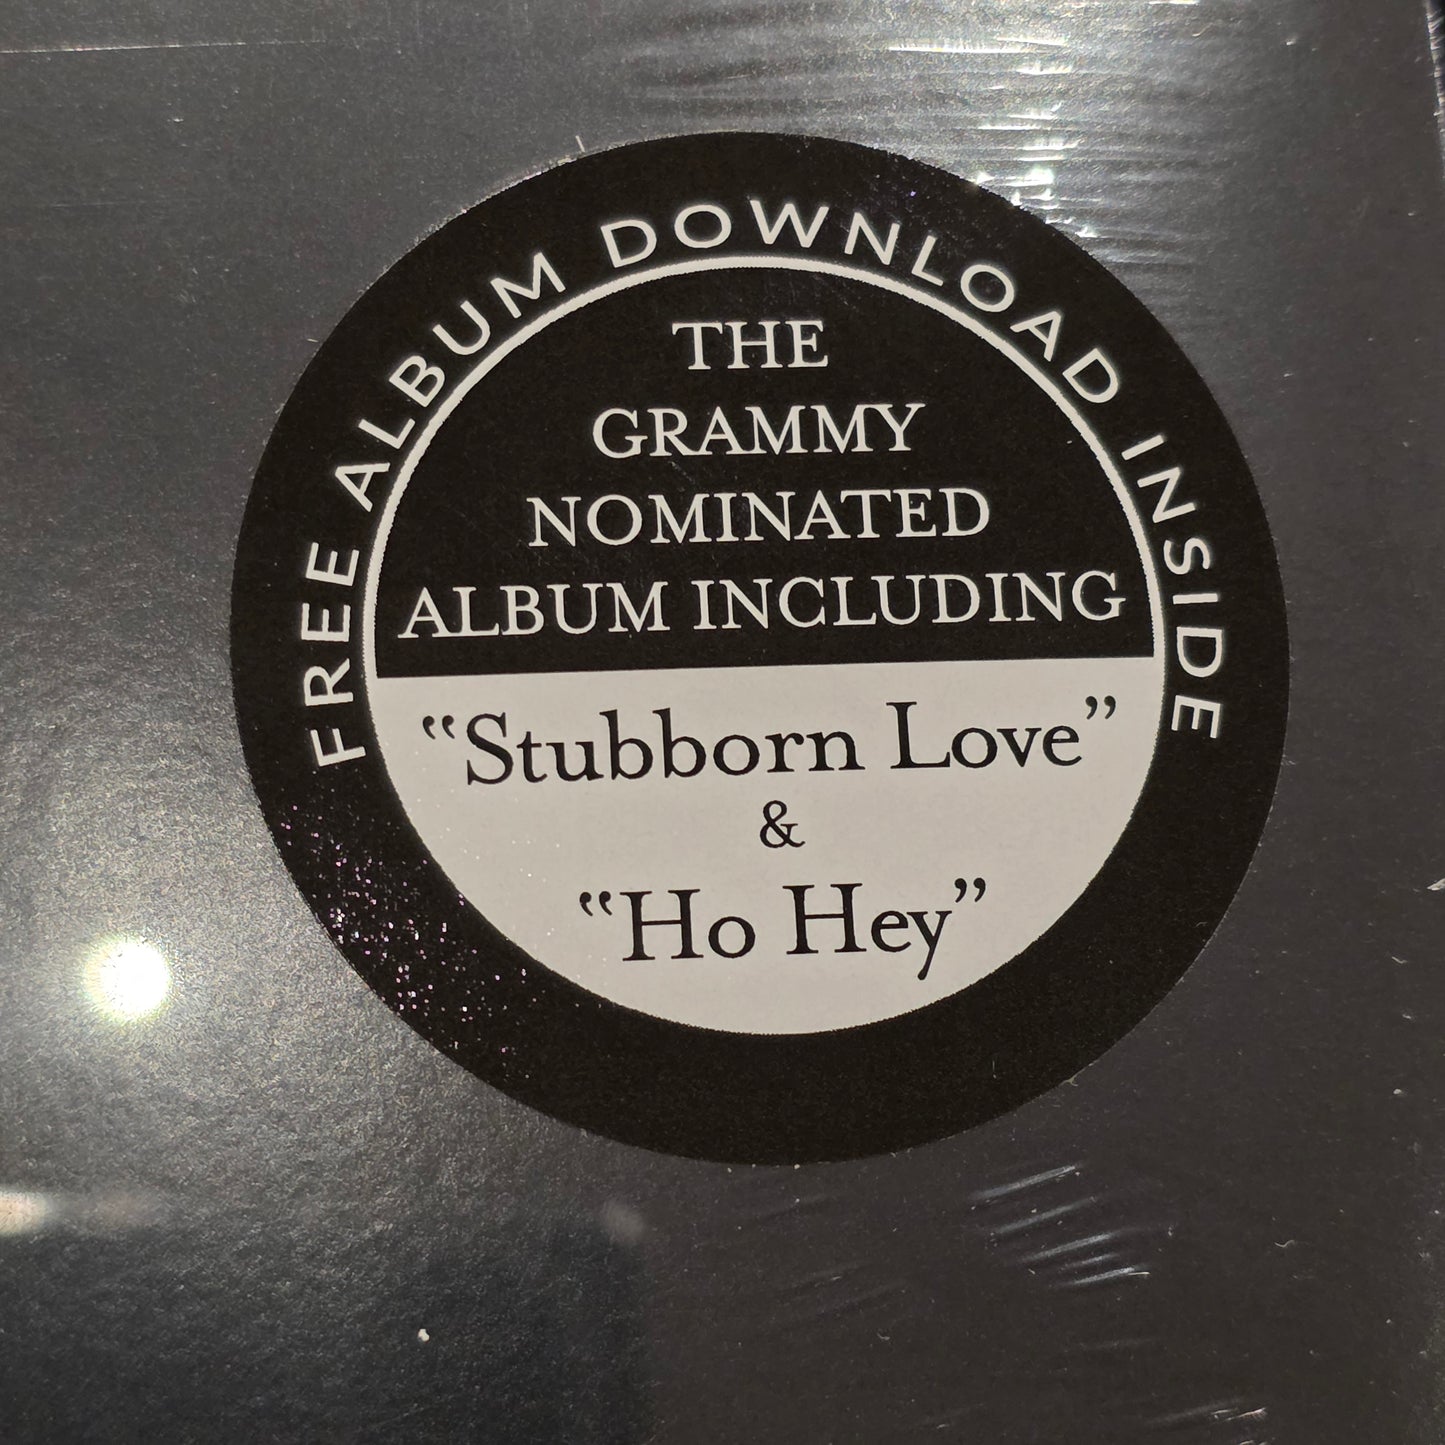 FREE ALBUM DOWNLOAD INSIDE
THE
GRAMMY
NOMINATED
ALBUM INCLUDING
“Stubborn Love”
&
“Ho Hey”